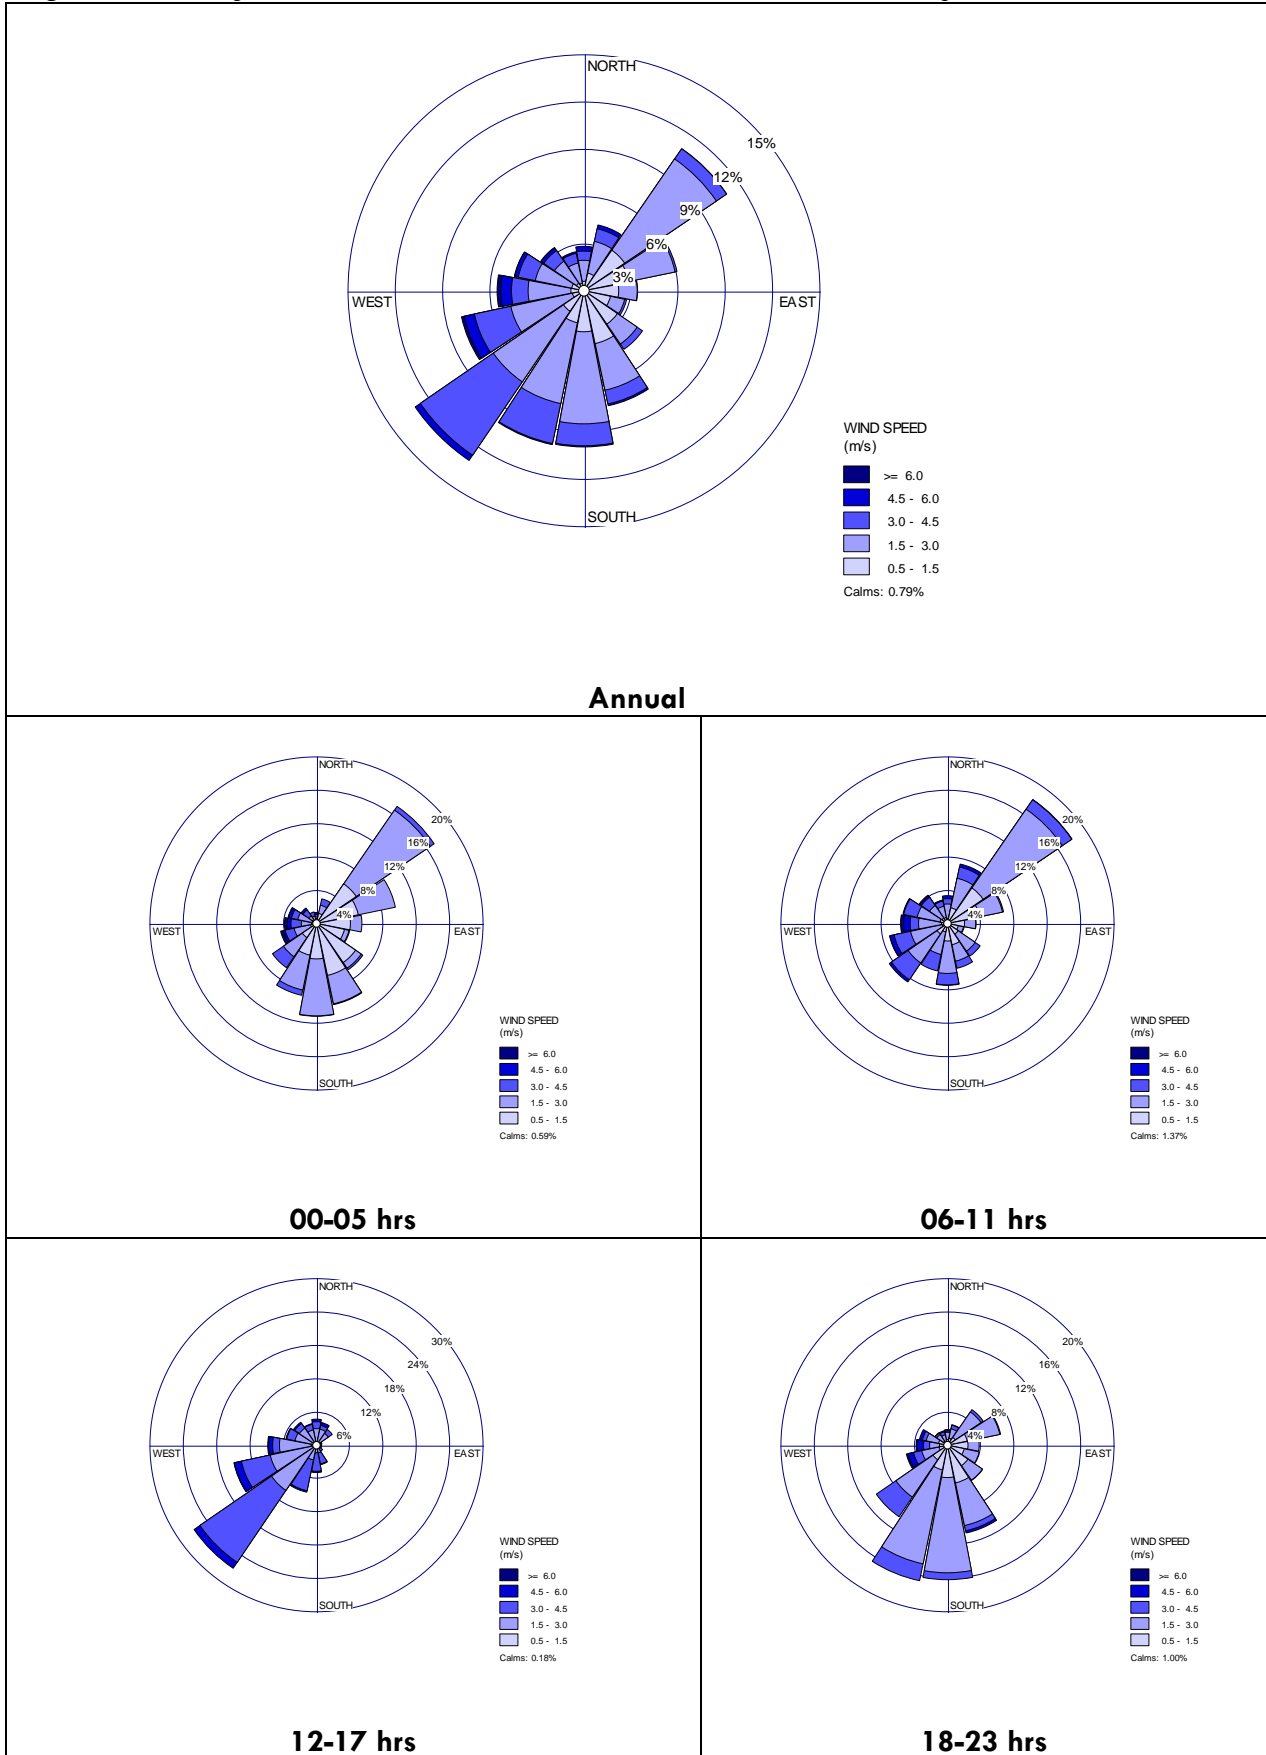 NORTH
15%
12%
9%
6%
3%
WEST
EAST
SOUTH
WIND SPEED
(m/s)
>= 6.0
4.5 - 6.0
3.0 - 4.5
1.5 - 3.0
0.5 - 1.5
Calms: 0.79%
Annual
NORTH
20%
16%
12%
8%
4%
WEST
EAST
SOUTH
WIND SPEED
(m/s)
>= 6.0
4.5 - 6.0
3.0 - 4.5
1.5 - 3.0
0.5 - 1.5
Calms: 0.59%
00-05 hrs
NORTH
20%
16%
12%
8%
4%
WEST
EAST
SOUTH
WIND SPEED
(m/s)
>= 6.0
4.5 - 6.0
3.0 - 4.5
1.5 - 3.0
0.5 - 1.5
Calms: 1.37%
06-11 hrs
NORTH
30%
24%
18%
12%
6%
WEST
EAST
SOUTH
WIND SPEED
(m/s)
>= 6.0
4.5 - 6.0
3.0 - 4.5
1.5 - 3.0
0.5 - 1.5
Calms: 0.18%
12-17 hrs
NORTH
20%
16%
12%
8%
4%
WEST
EAST
SOUTH
WIND SPEED
(m/s)
>= 6.0
4.5 - 6.0
3.0 - 4.5
1.5 - 3.0
0.5 - 1.5
Calms: 1.00%
18-23 hrs